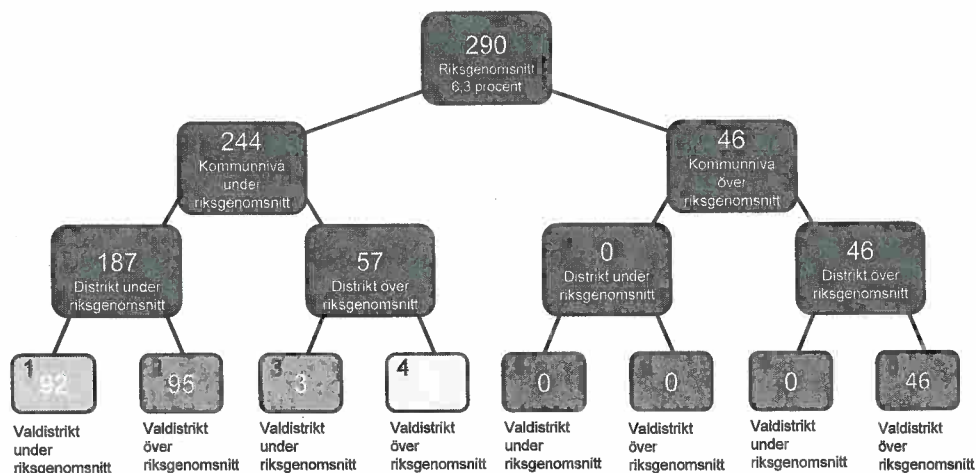 290
Riksgenomsnitt
6,3 procent
244
Kommunnivå
under
riksgenomsnitt
46
Kommunnivå
över
riksgenomsnitt
187
Distrikt under
riksgenomsnitt
57
Distrikt över
riksgenomsnitt
0
Distrikt under
riksgenomsnitt
46
Distrikt över
riksgenomsnitt
1
92
95
3
3
4
0
0
0
46
Valdistrikt
under
riksgenomsnitt
Valdistrikt
över
riksgenomsnitt
Valdistrikt
under
riksgenomsnitt
Valdistrikt
över
riksgenomsnitt
Valdistrikt
under
riksgenomsnitt
Valdistrikt
över
riksgenomsnitt
Valdistrikt
under
riksgenomsnitt
Valdistrikt
över
riksgenomsnitt